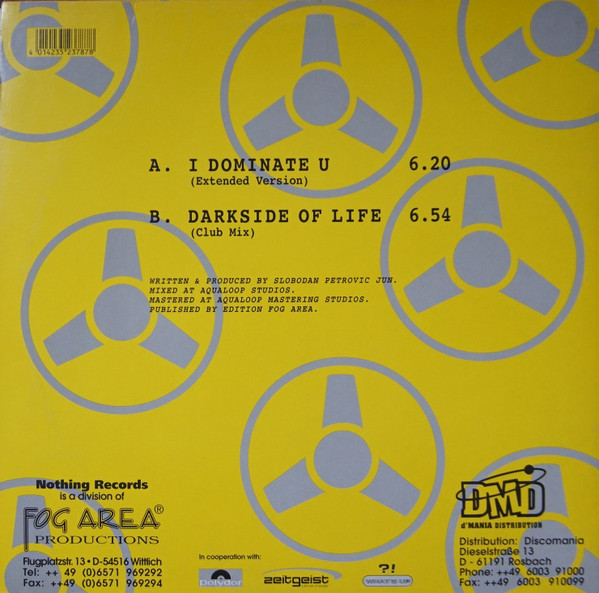 4 014235 237878
A. I DOMINATE U 6.20
(Extended Version)
B. DARKSIDE OF LIFE 6.54
(Club Mix)
WRITTEN & PRODUCED BY SLOBODAN PETROVIC JUN.
MIXED AT AQUALOOP STUDIOS.
MASTERED AT AQUALOOP MASTERING STUDIOS.
PUBLISHED BY EDITION FOG AREA.
Nothing Records
is a division of
FOG AREA®
PRODUCTIONS
Flugplatzstr. 13 • D-54516 Wittlich
Tel: ++ 49 (0)6571 969292
Fax: ++49 (0)6571 969294
In cooperation with:
Polydor
zeitgeist
?!
WHAT'S UP
DMD
d'MANIA DISTRIBUTION
Distribution: Discomania
Dieselstraße 13
D - 61191 Rosbach
Phone: ++49 6003 91000
Fax: ++49 6003 910099